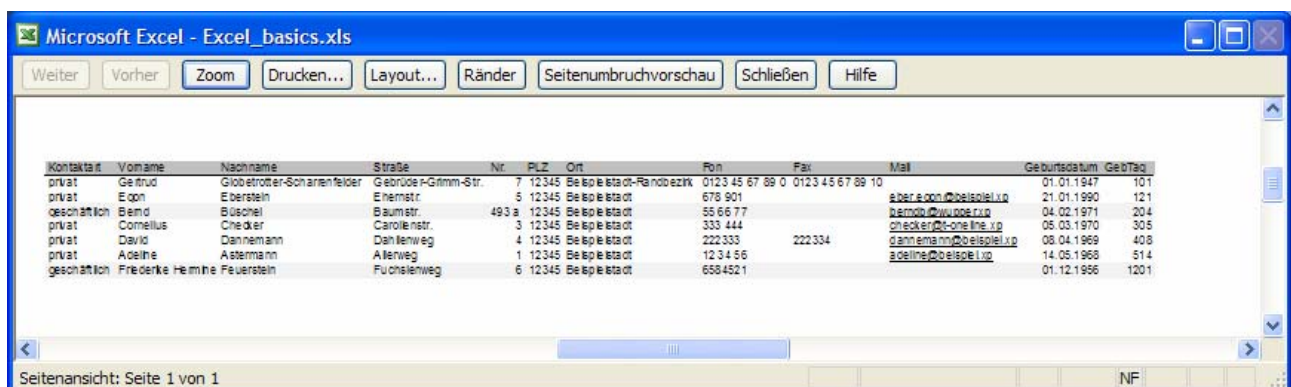 Microsoft Excel - Excel_basics.xls
Weiter Vorher Zoom Drucken... Layout... Ränder Seitenumbruchvorschau Schließen Hilfe
Kontaktart Vorname Nachname Straße Nr. PLZ Ort Fon Fax Mail Geburtsdatum GebTag
privat Gertrud Globetrotter-Scharrenfelder Gebrüder-Grimm-Str. 7 12345 Beispielstadt-Randbezirk 0123 45 67 89 0 0123 45 67 89 10 01.01.1947 101
privat Egon Eberstein Ehernstr. 5 12345 Beispielstadt 678 901 eber.egon@beispiel.xp 21.01.1990 121
geschäftlich Bernd Büschel Baumstr. 493 a 12345 Beispielstadt 55 66 77 berndb@wupper.xp 04.02.1971 204
privat Cornelius Checker Carolienstr. 3 12345 Beispielstadt 333 444 checker@t-oneline.xp 05.03.1970 305
privat David Dannemann Dahlienweg 4 12345 Beispielstadt 222333 222334 dannemann@beispiel.xp 08.04.1969 408
privat Adeline Astermann Allerweg 1 12345 Beispielstadt 12 34 56 adeline@beispiel.xp 14.05.1968 514
geschäftlich Friederike Hermine Feuerstein Fuchsienweg 6 12345 Beispielstadt 6584521 01.12.1956 1201
Seitenansicht: Seite 1 von 1 NF